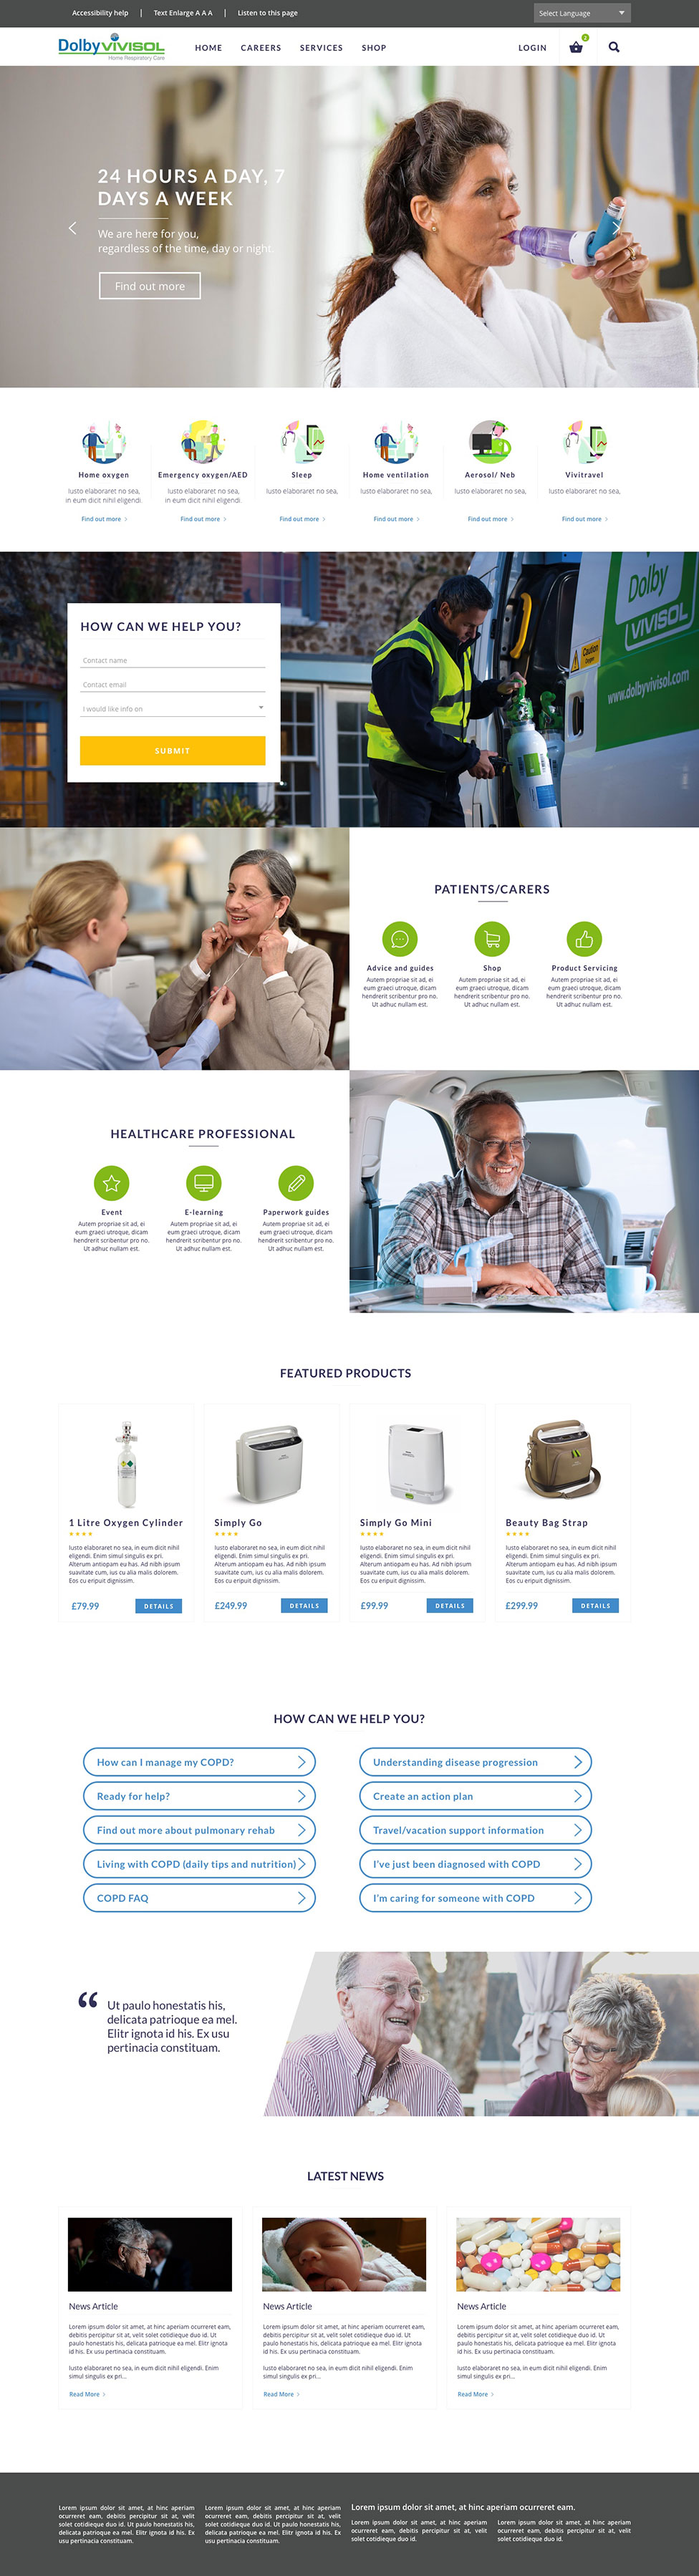 Accessibility help | Text Enlarge A A A | Listen to this page
Select Language
Dolby VIVISOL
Home Respiratory Care
HOME CAREERS SERVICES SHOP
LOGIN
2
24 HOURS A DAY, 7
DAYS A WEEK
We are here for you,
regardless of the time, day or night.
Find out more
Home oxygen
Iusto elaboraret no sea,
in eum dicit nihil eligendi.
Find out more >
Emergency oxygen/AED
Iusto elaboraret no sea,
in eum dicit nihil eligendi.
Find out more >
Sleep
Iusto elaboraret no sea,
Find out more >
Home ventilation
Iusto elaboraret no sea,
Find out more >
Aerosol/ Neb
Iusto elaboraret no sea,
Find out more >
Vivitravel
Iusto elaboraret no sea,
Find out more >
HOW CAN WE HELP YOU?
Contact name
Contact email
I would like info on
SUBMIT
Dolby
VIVISOL
www.dolbyvivisol.com
Caution
PATIENTS/CARERS
Advice and guides
Autem propriae sit ad, ei
eum graeci utroque, dicam
hendrerit scribentur pro no.
Ut adhuc nullam est.
Shop
Autem propriae sit ad, ei
eum graeci utroque, dicam
hendrerit scribentur pro no.
Ut adhuc nullam est.
Product Servicing
Autem propriae sit ad, ei
eum graeci utroque, dicam
hendrerit scribentur pro no.
Ut adhuc nullam est.
HEALTHCARE PROFESSIONAL
Event
Autem propriae sit ad, ei
eum graeci utroque, dicam
hendrerit scribentur pro no.
Ut adhuc nullam est.
E-learning
Autem propriae sit ad, ei
eum graeci utroque, dicam
hendrerit scribentur pro no.
Ut adhuc nullam est.
Paperwork guides
Autem propriae sit ad, ei
eum graeci utroque, dicam
hendrerit scribentur pro no.
Ut adhuc nullam est.
FEATURED PRODUCTS
1 Litre Oxygen Cylinder
Iusto elaboraret no sea, in eum dicit nihil
eligendi. Enim simul singulis ex pri.
Alterum antiopam eu has. Ad nibh ipsum
suavitate cum, ius cu alia malis dolorem.
Eos cu eripuit dignissim.
£79.99
DETAILS
Simply Go
Iusto elaboraret no sea, in eum dicit nihil
eligendi. Enim simul singulis ex pri.
Alterum antiopam eu has. Ad nibh ipsum
suavitate cum, ius cu alia malis dolorem.
Eos cu eripuit dignissim.
£249.99
DETAILS
Simply Go Mini
Iusto elaboraret no sea, in eum dicit nihil
eligendi. Enim simul singulis ex pri.
Alterum antiopam eu has. Ad nibh ipsum
suavitate cum, ius cu alia malis dolorem.
Eos cu eripuit dignissim.
£99.99
DETAILS
Beauty Bag Strap
Iusto elaboraret no sea, in eum dicit nihil
eligendi. Enim simul singulis ex pri.
Alterum antiopam eu has. Ad nibh ipsum
suavitate cum, ius cu alia malis dolorem.
Eos cu eripuit dignissim.
£299.99
DETAILS
HOW CAN WE HELP YOU?
How can I manage my COPD?
Understanding disease progression
Ready for help?
Create an action plan
Find out more about pulmonary rehab
Travel/vacation support information
Living with COPD (daily tips and nutrition)
I've just been diagnosed with COPD
COPD FAQ
I'm caring for someone with COPD
“ Ut paulo honestatis his,
delicata patrioque ea mel.
Elitr ignota id his. Ex usu
pertinacia constituam.
LATEST NEWS
News Article
Lorem ipsum dolor sit amet, at hinc aperiam ocurreret eam,
debitis percipitur sit at, velit solet cotidieque duo id. Ut
paulo honestatis his, delicata patrioque ea mel. Elitr ignota
id his. Ex usu pertinacia constituam.
Iusto elaboraret no sea, in eum dicit nihil eligendi. Enim
simul singulis ex pri...
Read More >
News Article
Lorem ipsum dolor sit amet, at hinc aperiam ocurreret eam,
debitis percipitur sit at, velit solet cotidieque duo id. Ut
paulo honestatis his, delicata patrioque ea mel. Elitr ignota
id his. Ex usu pertinacia constituam.
Iusto elaboraret no sea, in eum dicit nihil eligendi. Enim
simul singulis ex pri...
Read More >
News Article
Lorem ipsum dolor sit amet, at hinc aperiam ocurreret eam,
debitis percipitur sit at, velit solet cotidieque duo id. Ut
paulo honestatis his, delicata patrioque ea mel. Elitr ignota
id his. Ex usu pertinacia constituam.
Iusto elaboraret no sea, in eum dicit nihil eligendi. Enim
simul singulis ex pri...
Read More >
Lorem ipsum dolor sit amet, at hinc aperiam
ocurreret eam, debitis percipitur sit at, velit
solet cotidieque duo id. Ut paulo honestatis his,
delicata patrioque ea mel. Elitr ignota id his. Ex
usu pertinacia constituam.
Lorem ipsum dolor sit amet, at hinc aperiam
ocurreret eam, debitis percipitur sit at, velit
solet cotidieque duo id. Ut paulo honestatis his,
delicata patrioque ea mel. Elitr ignota id his. Ex
usu pertinacia constituam.
Lorem ipsum dolor sit amet, at hinc aperiam ocurreret eam.
Lorem ipsum dolor sit amet, at hinc aperiam
ocurreret eam, debitis percipitur sit at, velit
solet cotidieque duo id.
Lorem ipsum dolor sit amet, at hinc aperiam
ocurreret eam, debitis percipitur sit at, velit
solet cotidieque duo id.